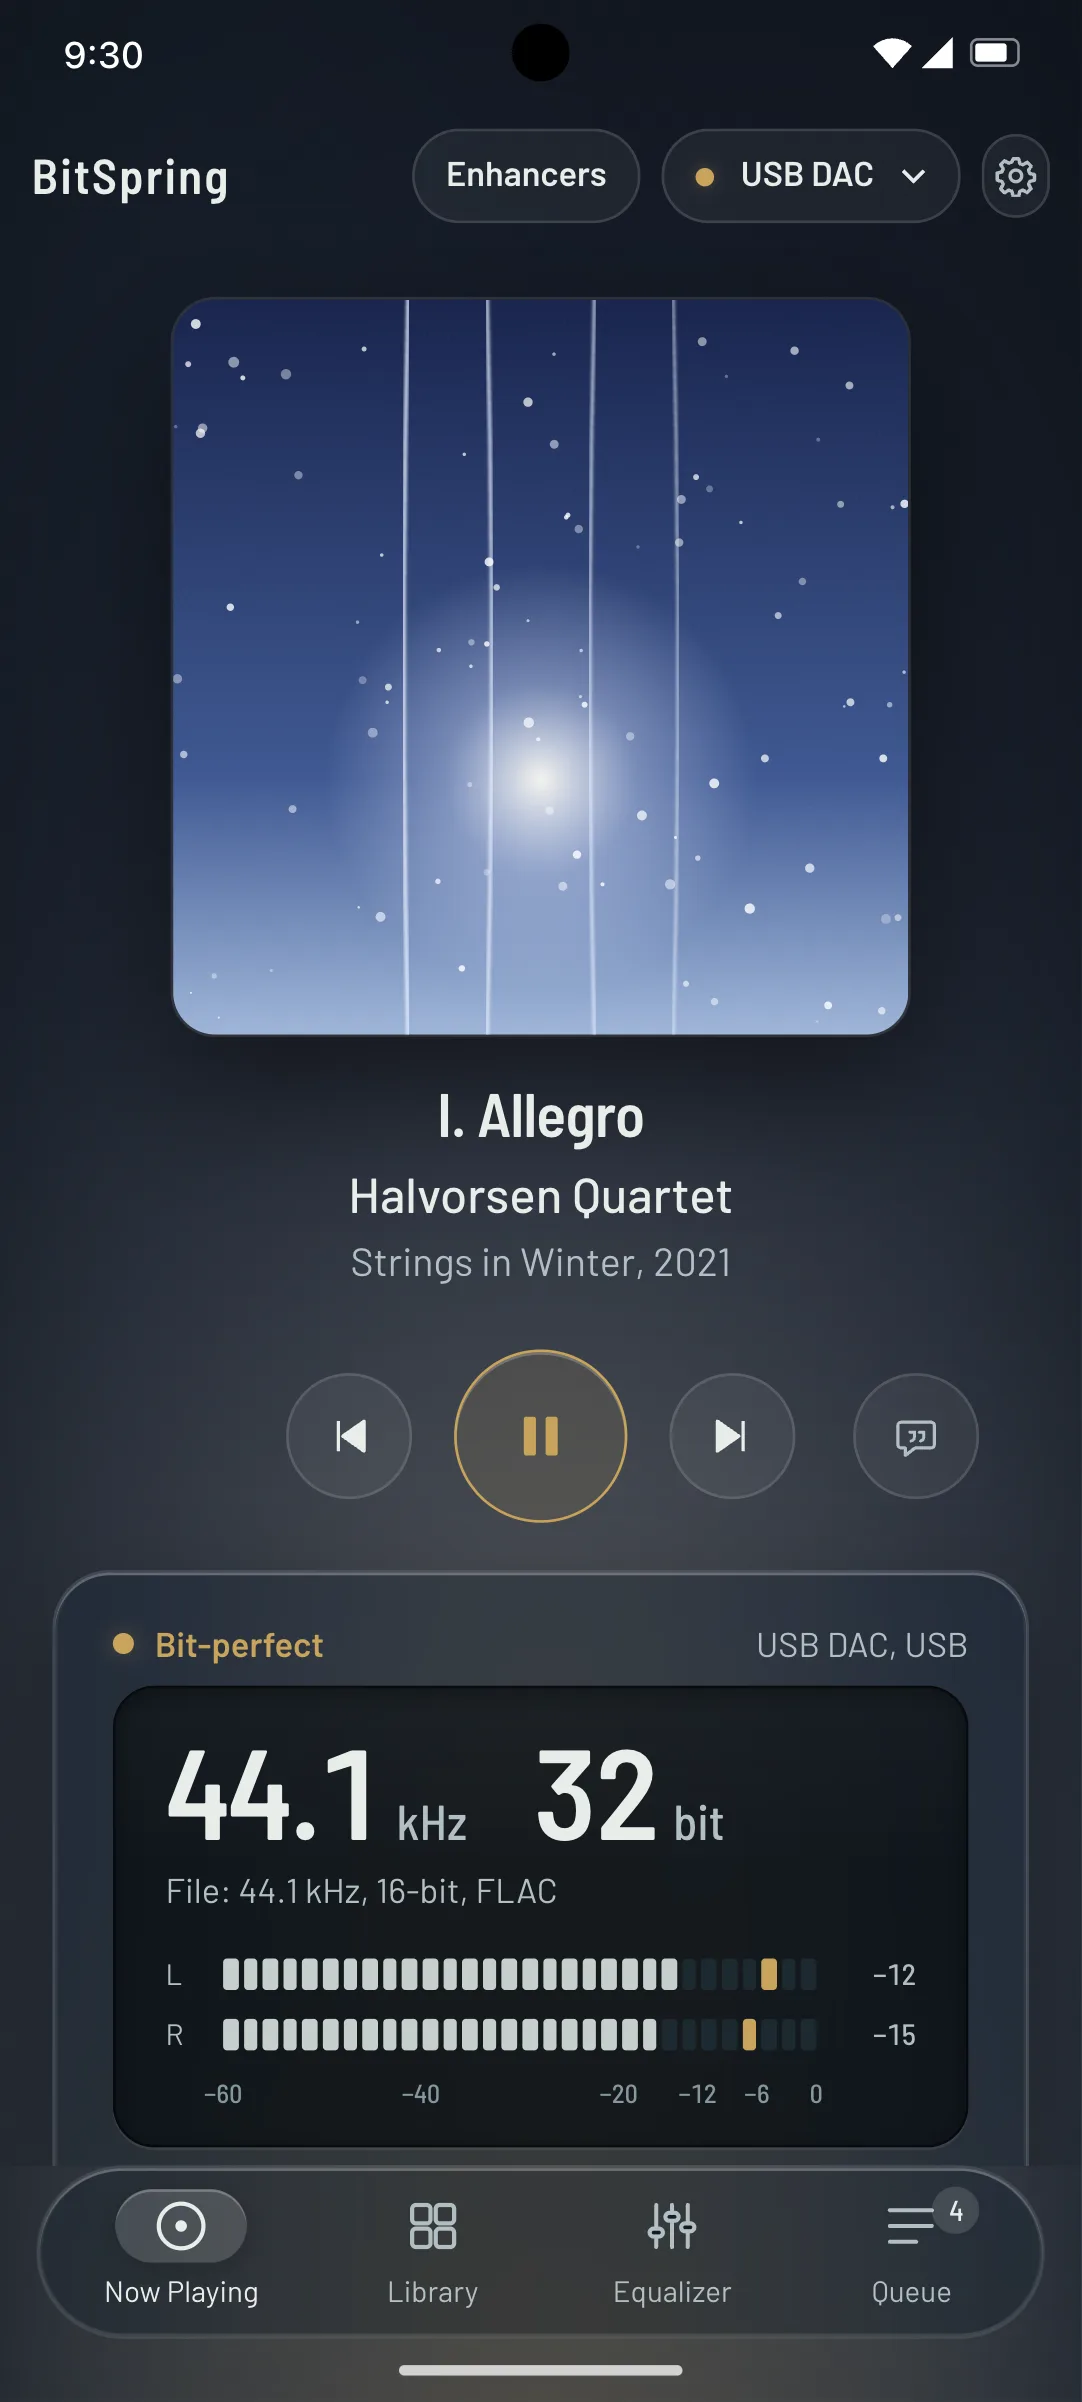 9:30
BitSpring
Enhancers
USB DAC
I. Allegro
Halvorsen Quartet
Strings in Winter, 2021
Bit-perfect
USB DAC, USB
44.1 kHz 32 bit
File: 44.1 kHz, 16-bit, FLAC
L −12
R −15
−60 −40 −20 −12 −6 0
4
Now Playing
Library
Equalizer
Queue